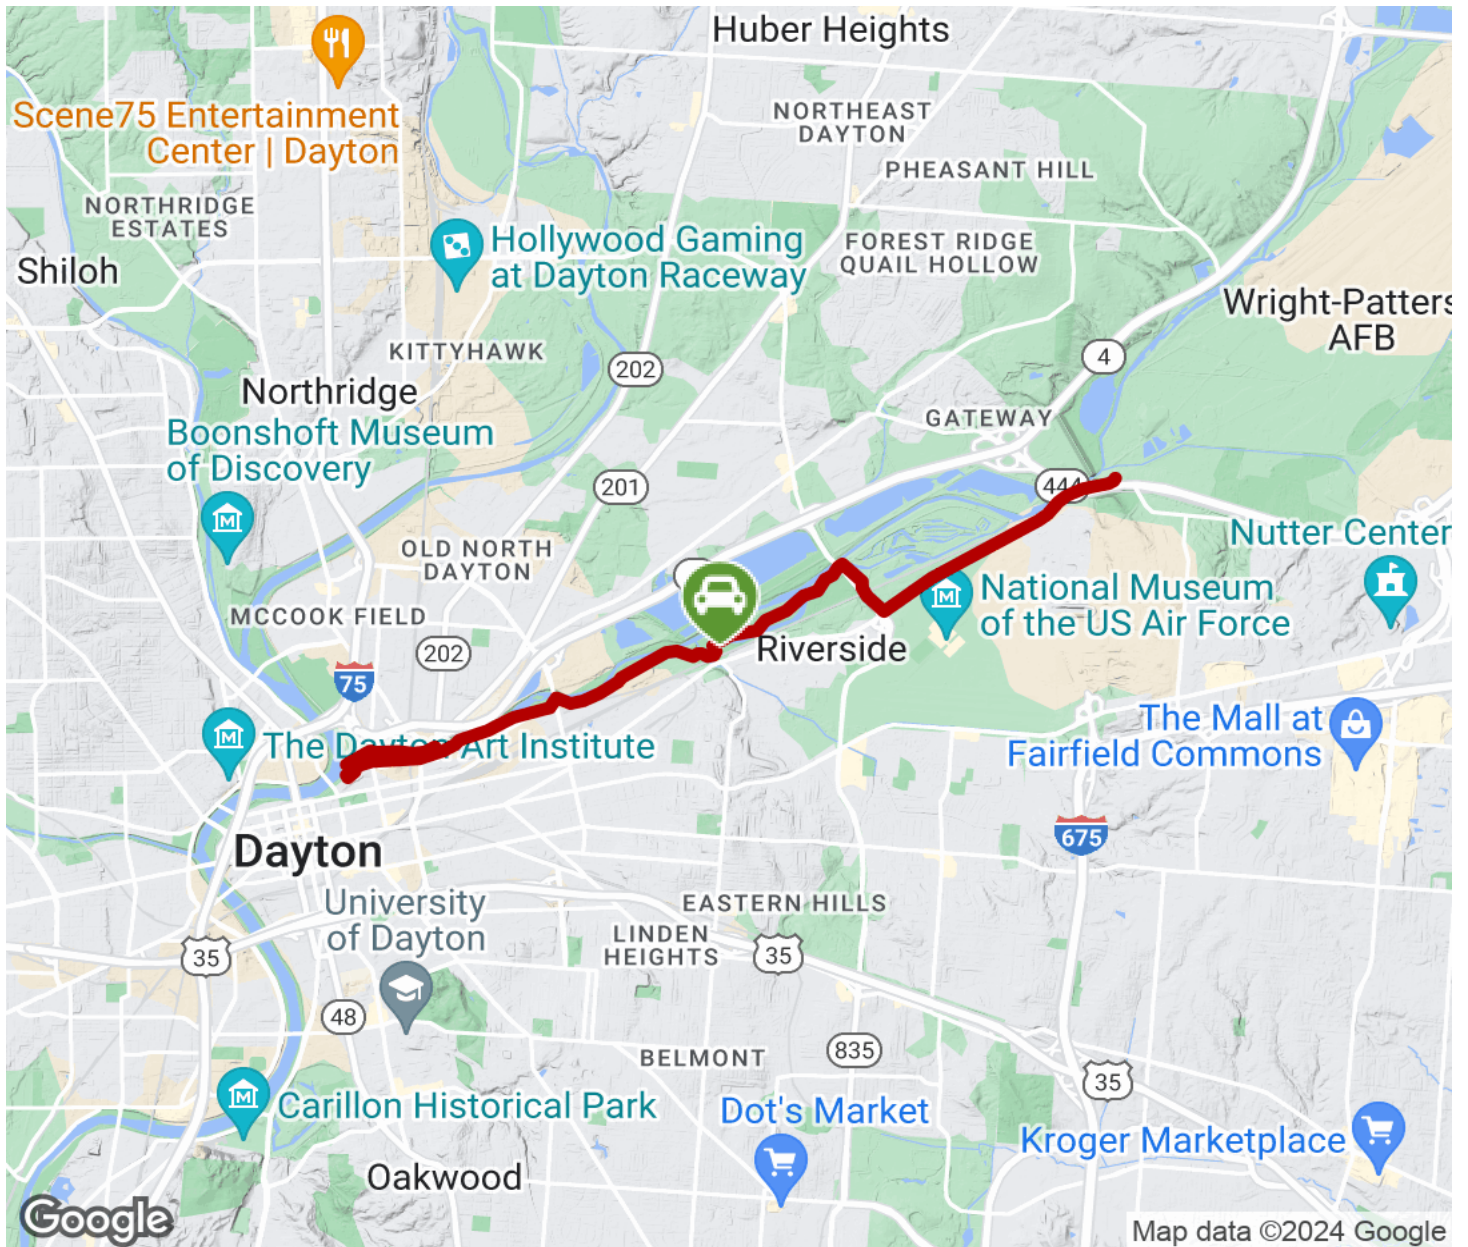 Huber Heights
Scene75 Entertainment
Center | Dayton
NORTHEAST
DAYTON
PHEASANT HILL
NORTHRIDGE
ESTATES
Hollywood Gaming
at Dayton Raceway
FOREST RIDGE
QUAIL HOLLOW
Shiloh
Wright-Patters
AFB
KITTYHAWK
4
202
Northridge
GATEWAY
Boonshoft Museum
of Discovery
201
444
Nutter Center
OLD NORTH
DAYTON
National Museum
of the US Air Force
MCCOOK FIELD
202
Riverside
75
The Mall at
Fairfield Commons
The Dayton Art Institute
Dayton
675
University
of Dayton
EASTERN HILLS
LINDEN
HEIGHTS
35
35
48
BELMONT
835
35
Carillon Historical Park
Dot's Market
Kroger Marketplace
Oakwood
Google
Map data ©2024 Google